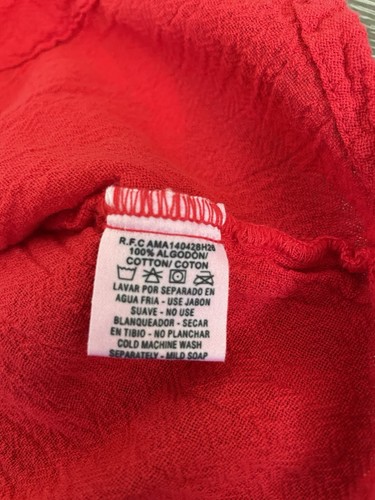 R.F.C AMA140428H26
100% ALGODÓN/
COTTON/ COTON
LAVAR POR SEPARADO EN
AGUA FRIA - USE JABON
SUAVE - NO USE
BLANQUEADOR - SECAR
EN TIBIO - NO PLANCHAR
COLD MACHINE WASH
SEPARATELY - MILD SOAP